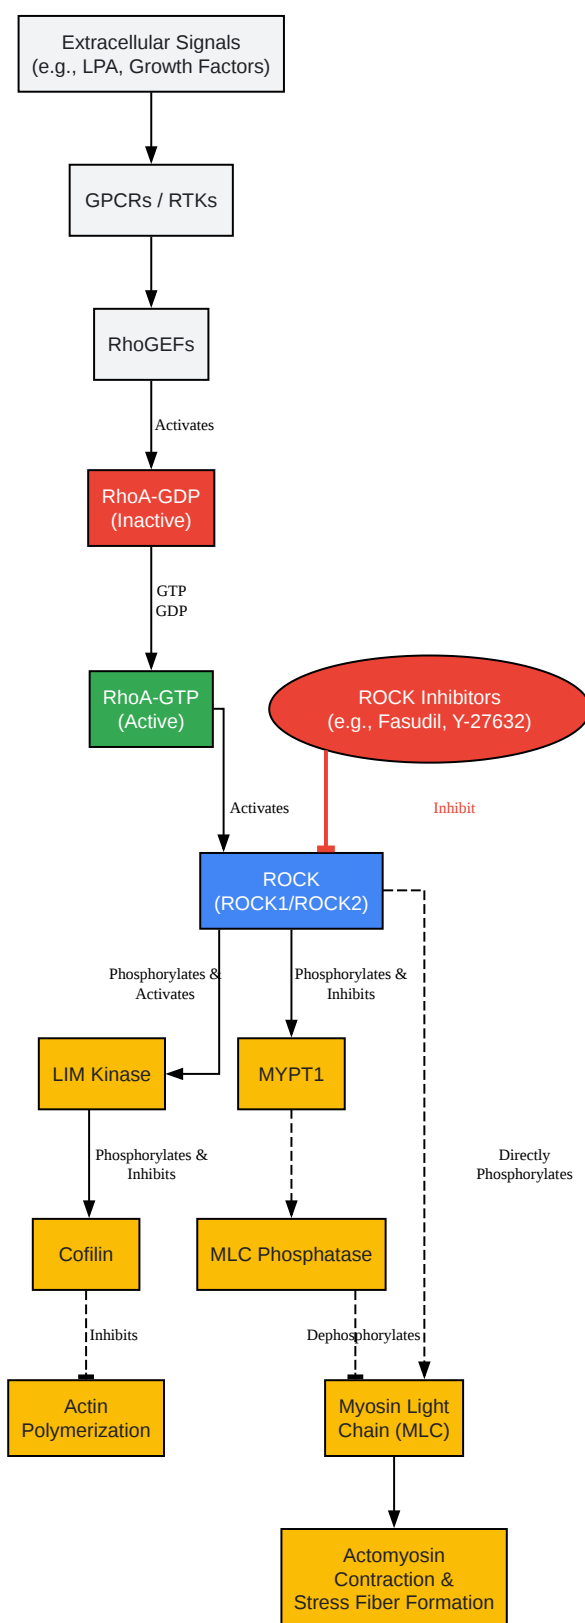 Extracellular Signals
(e.g., LPA, Growth Factors)
GPCRs / RTKs
RhoGEFs
Activates
RhoA-GDP
(Inactive)
GTP
GDP
RhoA-GTP
(Active)
ROCK Inhibitors
(e.g., Fasudil, Y-27632)
Activates
Inhibit
ROCK
(ROCK1/ROCK2)
Phosphorylates &
Activates
Phosphorylates &
Inhibits
LIM Kinase
MYPT1
Phosphorylates &
Inhibits
Directly
Phosphorylates
Cofilin
MLC Phosphatase
Inhibits
Dephosphorylates
Actin
Polymerization
Myosin Light
Chain (MLC)
Actomyosin
Contraction &
Stress Fiber Formation